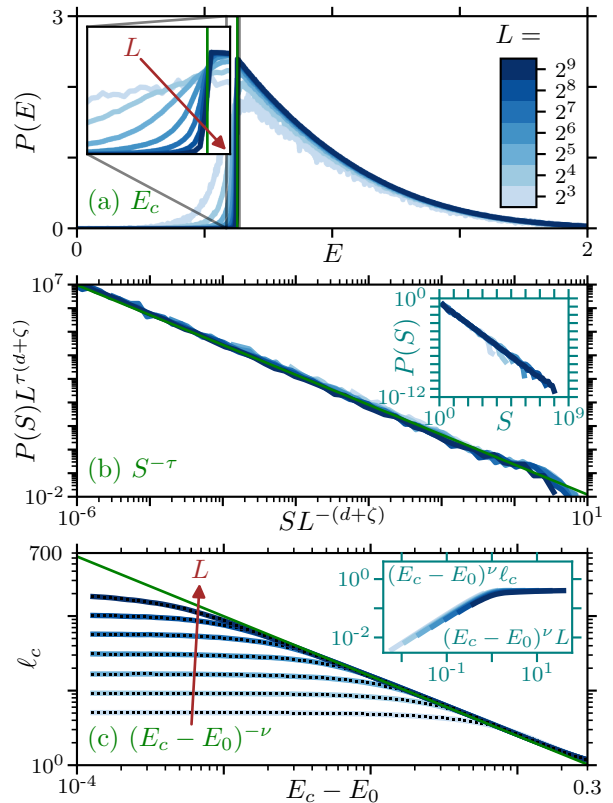 3
P(E)
0
L
(a) E_c
L =
2^9
2^8
2^7
2^6
2^5
2^4
2^3
0
E
2
10^7
P(S)L^{τ(d+ζ)}
10^{-2}
(b) S^{-τ}
10^0
P(S)
10^{-12}
10^0
S
10^9
10^{-6}
SL^{-(d+ζ)}
10^1
700
ℓ_c
10^0
L
(c) (E_c − E_0)^{-ν}
10^0
10^{-2}
(E_c − E_0)^ν ℓ_c
(E_c − E_0)^ν L
10^{-1}
10^1
10^{-4}
E_c − E_0
0.3